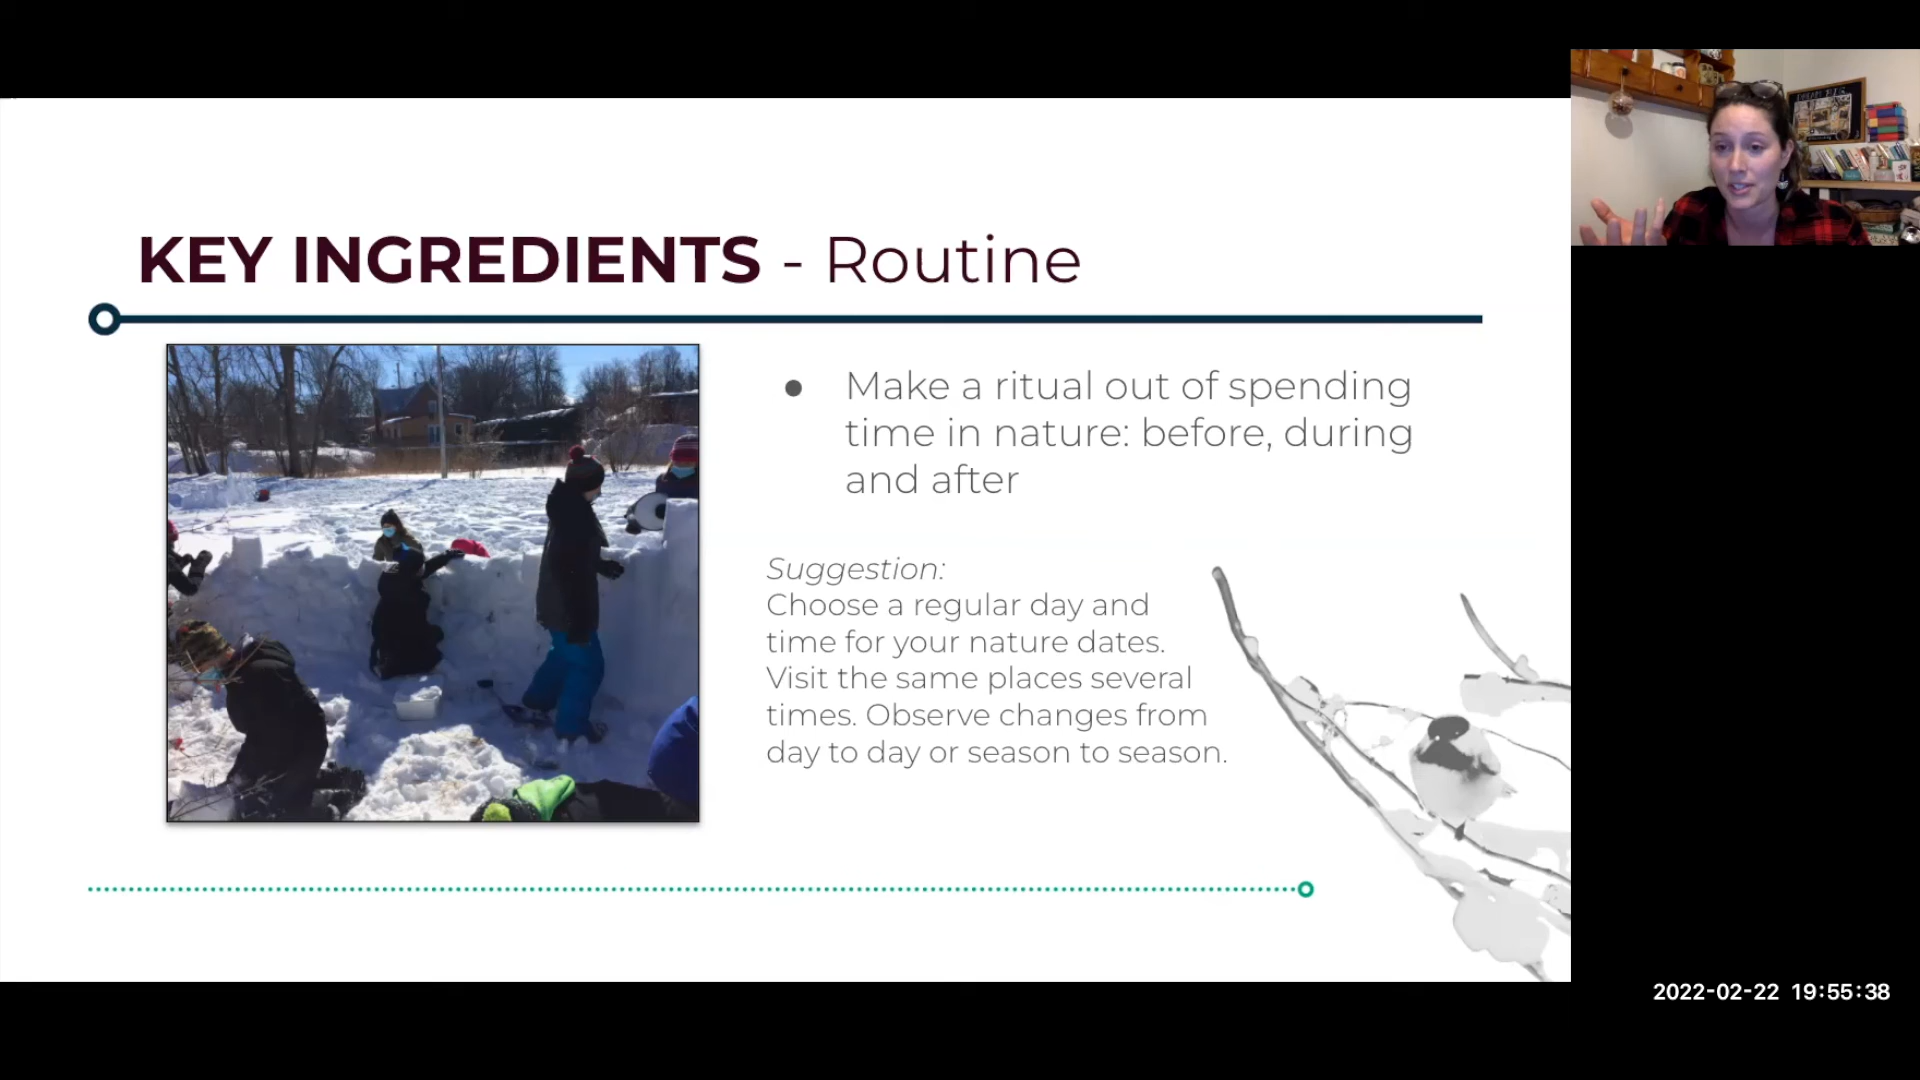 KEY INGREDIENTS - Routine
● Make a ritual out of spending
time in nature: before, during
and after
Suggestion:
Choose a regular day and
time for your nature dates.
Visit the same places several
times. Observe changes from
day to day or season to season.
DREAM BIG
2022-02-22 19:55:38